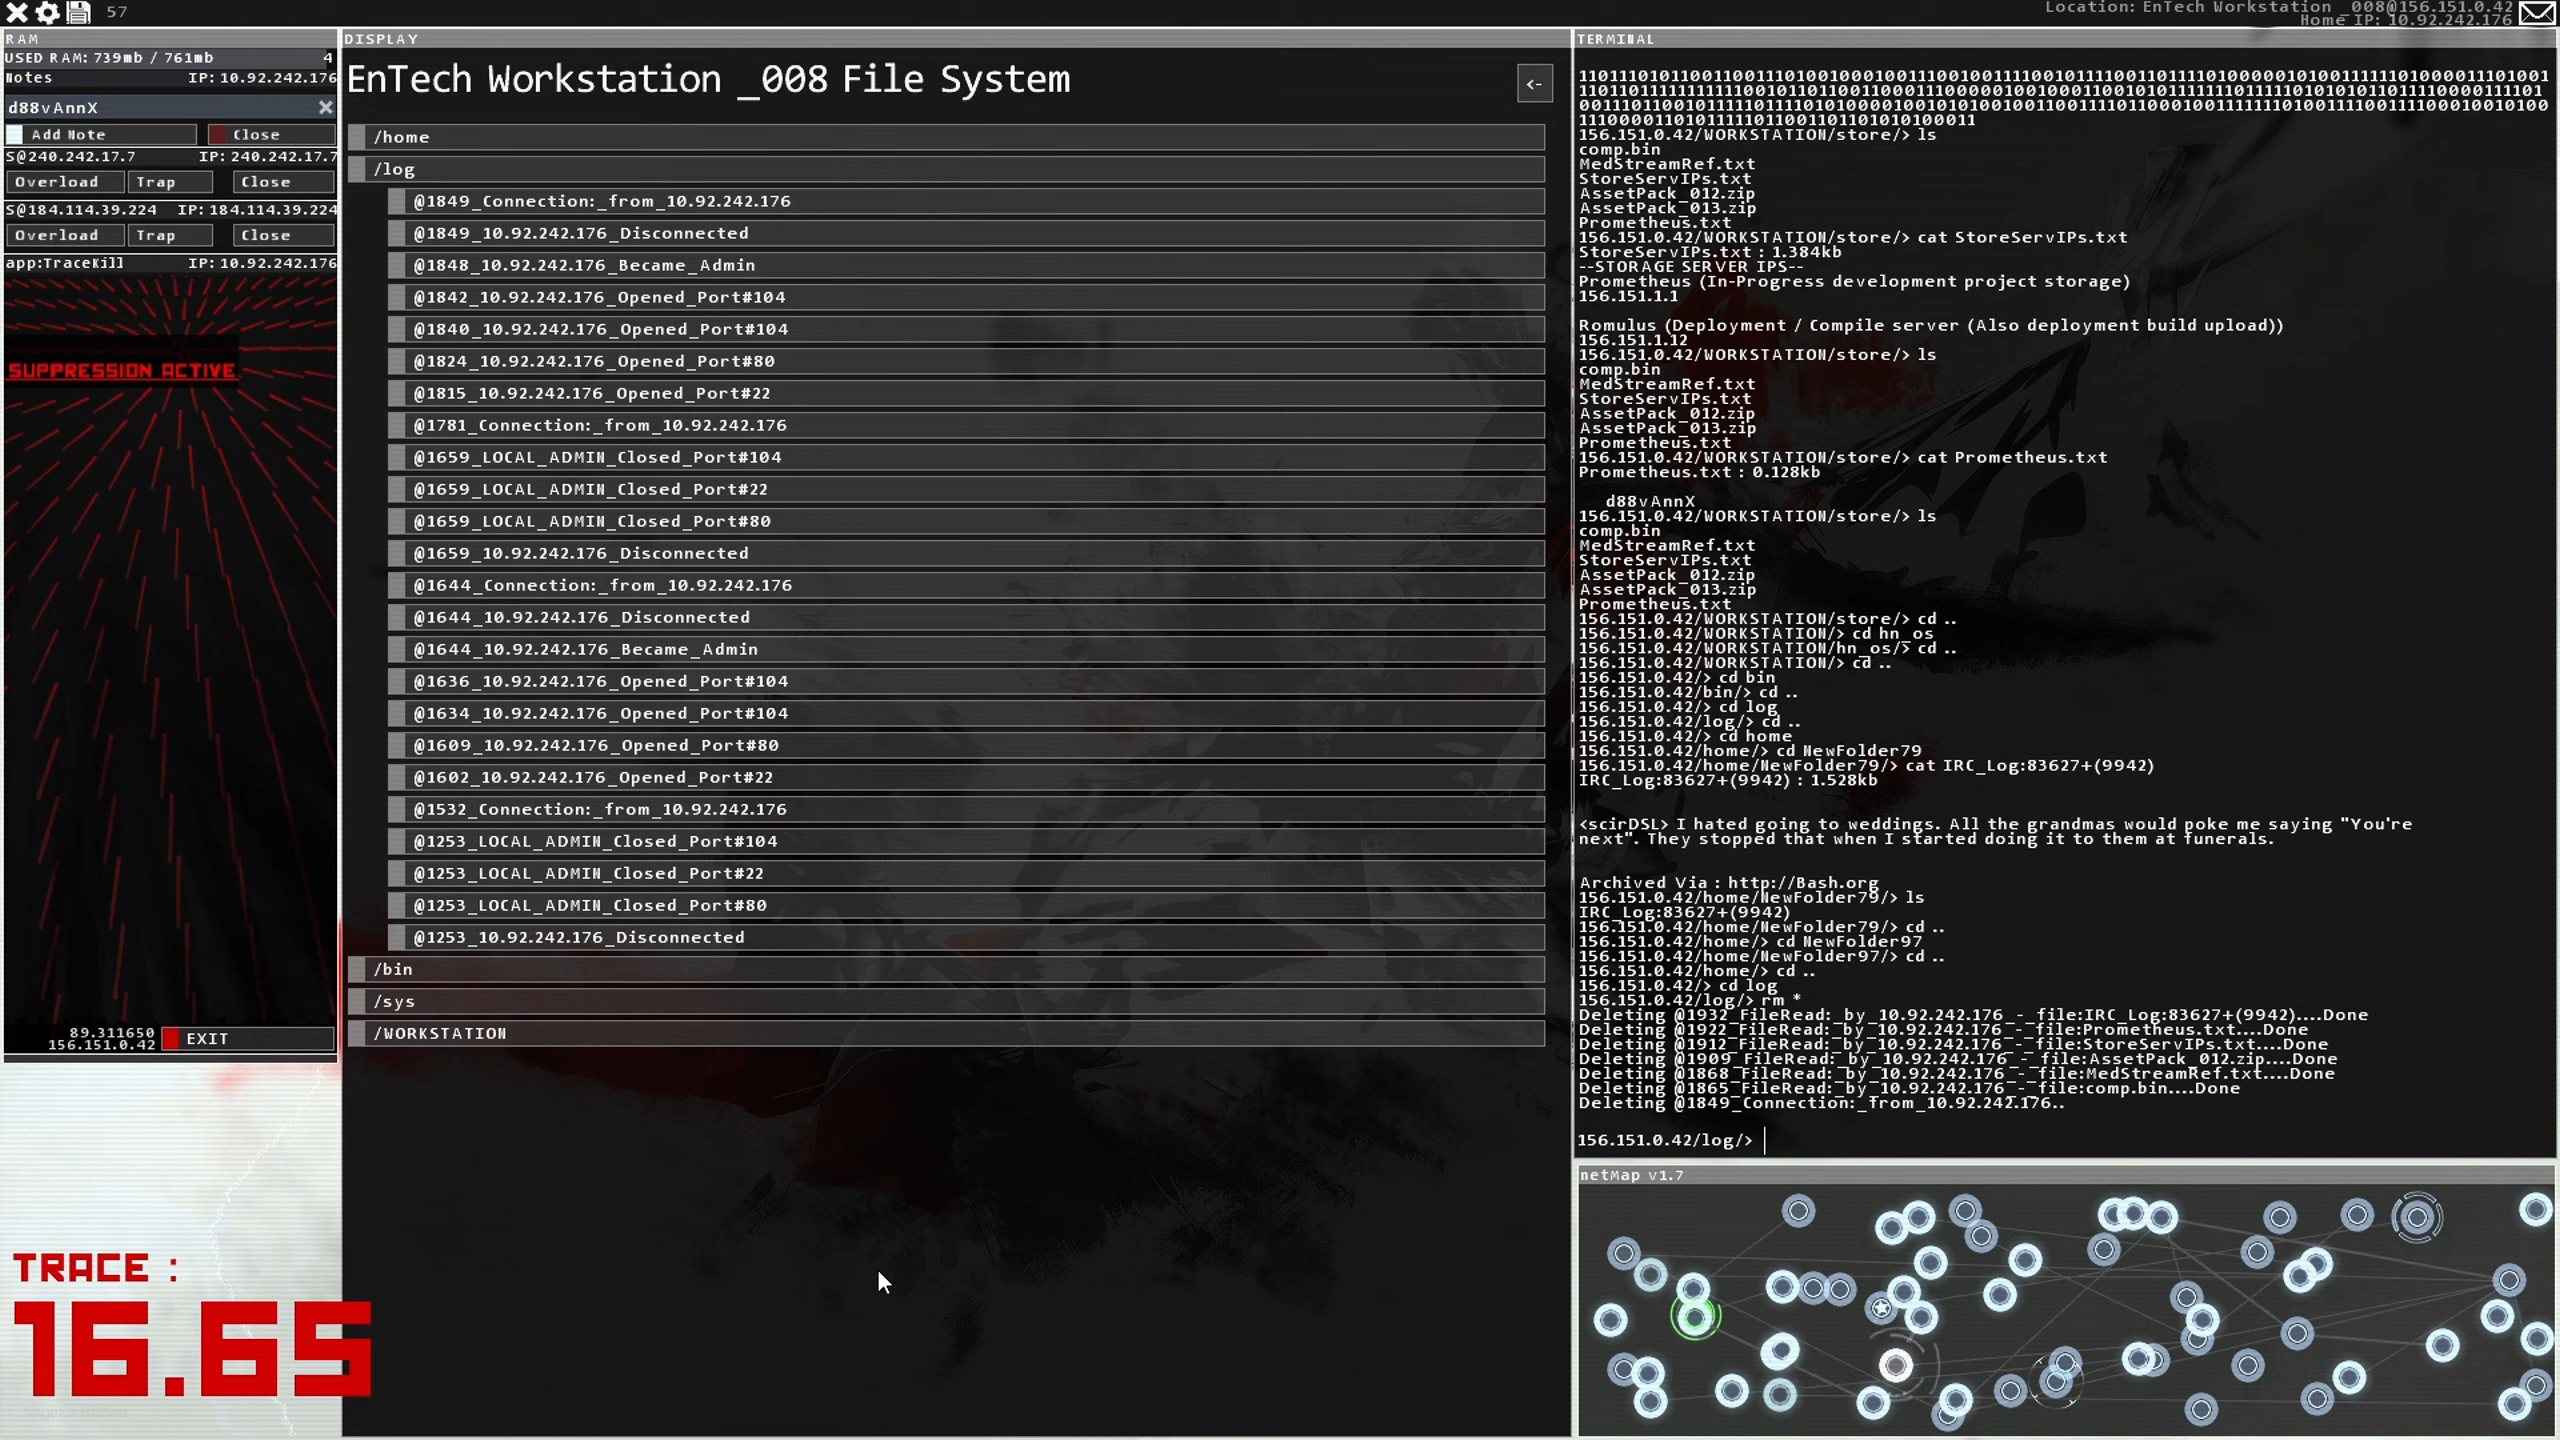 57
Location: EnTech Workstation _008@156.151.0.42
Home IP: 10.92.242.176
RAM
USED RAM: 739mb / 761mb 4
Notes IP: 10.92.242.176
d88vAnnX
Add Note Close
S@240.242.17.7 IP: 240.242.17.7
Overload Trap Close
S@184.114.39.224 IP: 184.114.39.224
Overload Trap Close
app:TraceKill IP: 10.92.242.176
SUPPRESSION ACTIVE
89.311650
156.151.0.42
EXIT
TRACE :
16.65
DISPLAY
EnTech Workstation _008 File System
<-
/home
/log
@1849_Connection:_from_10.92.242.176
@1849_10.92.242.176_Disconnected
@1848_10.92.242.176_Became_Admin
@1842_10.92.242.176_Opened_Port#104
@1840_10.92.242.176_Opened_Port#104
@1824_10.92.242.176_Opened_Port#80
@1815_10.92.242.176_Opened_Port#22
@1781_Connection:_from_10.92.242.176
@1659_LOCAL_ADMIN_Closed_Port#104
@1659_LOCAL_ADMIN_Closed_Port#22
@1659_LOCAL_ADMIN_Closed_Port#80
@1659_10.92.242.176_Disconnected
@1644_Connection:_from_10.92.242.176
@1644_10.92.242.176_Disconnected
@1644_10.92.242.176_Became_Admin
@1636_10.92.242.176_Opened_Port#104
@1634_10.92.242.176_Opened_Port#104
@1609_10.92.242.176_Opened_Port#80
@1602_10.92.242.176_Opened_Port#22
@1532_Connection:_from_10.92.242.176
@1253_LOCAL_ADMIN_Closed_Port#104
@1253_LOCAL_ADMIN_Closed_Port#22
@1253_LOCAL_ADMIN_Closed_Port#80
@1253_10.92.242.176_Disconnected
/bin
/sys
/WORKSTATION
TERMINAL
156.151.0.42/WORKSTATION/store/> ls
comp.bin
MedStreamRef.txt
StoreServIPs.txt
AssetPack_012.zip
AssetPack_013.zip
Prometheus.txt
156.151.0.42/WORKSTATION/store/> cat StoreServIPs.txt
StoreServIPs.txt : 1.384kb
--STORAGE SERVER IPS--
Prometheus (In-Progress development project storage)
156.151.1.1
Romulus (Deployment / Compile server (Also deployment build upload))
156.151.1.12
156.151.0.42/WORKSTATION/store/> ls
comp.bin
MedStreamRef.txt
StoreServIPs.txt
AssetPack_012.zip
AssetPack_013.zip
Prometheus.txt
156.151.0.42/WORKSTATION/store/> cat Prometheus.txt
Prometheus.txt : 0.128kb
d88vAnnX
156.151.0.42/WORKSTATION/store/> ls
comp.bin
MedStreamRef.txt
StoreServIPs.txt
AssetPack_012.zip
AssetPack_013.zip
Prometheus.txt
156.151.0.42/WORKSTATION/store/> cd ..
156.151.0.42/WORKSTATION/> cd hn_os
156.151.0.42/WORKSTATION/hn_os/> cd ..
156.151.0.42/WORKSTATION/> cd ..
156.151.0.42/> cd bin
156.151.0.42/bin/> cd ..
156.151.0.42/> cd log
156.151.0.42/log/> cd ..
156.151.0.42/> cd home
156.151.0.42/home/> cd NewFolder79
156.151.0.42/home/NewFolder79/> cat IRC_Log:83627+(9942)
IRC_Log:83627+(9942) : 1.528kb
<scirDSL> I hated going to weddings. All the grandmas would poke me saying "You're
next". They stopped that when I started doing it to them at funerals.
Archived Via : http://Bash.org
156.151.0.42/home/NewFolder79/> ls
IRC_Log:83627+(9942)
156.151.0.42/home/NewFolder79/> cd ..
156.151.0.42/home/> cd NewFolder97
156.151.0.42/home/NewFolder97/> cd ..
156.151.0.42/home/> cd ..
156.151.0.42/> cd log
156.151.0.42/log/> rm *
Deleting @1932_FileRead:_by_10.92.242.176_-_file:IRC_Log:83627+(9942)....Done
Deleting @1922_FileRead:_by_10.92.242.176_-_file:Prometheus.txt....Done
Deleting @1912_FileRead:_by_10.92.242.176_-_file:StoreServIPs.txt....Done
Deleting @1909_FileRead:_by_10.92.242.176_-_file:AssetPack_012.zip....Done
Deleting @1868_FileRead:_by_10.92.242.176_-_file:MedStreamRef.txt....Done
Deleting @1865_FileRead:_by_10.92.242.176_-_file:comp.bin....Done
Deleting @1849_Connection:_from_10.92.242.176..
156.151.0.42/log/>
netMap v1.7